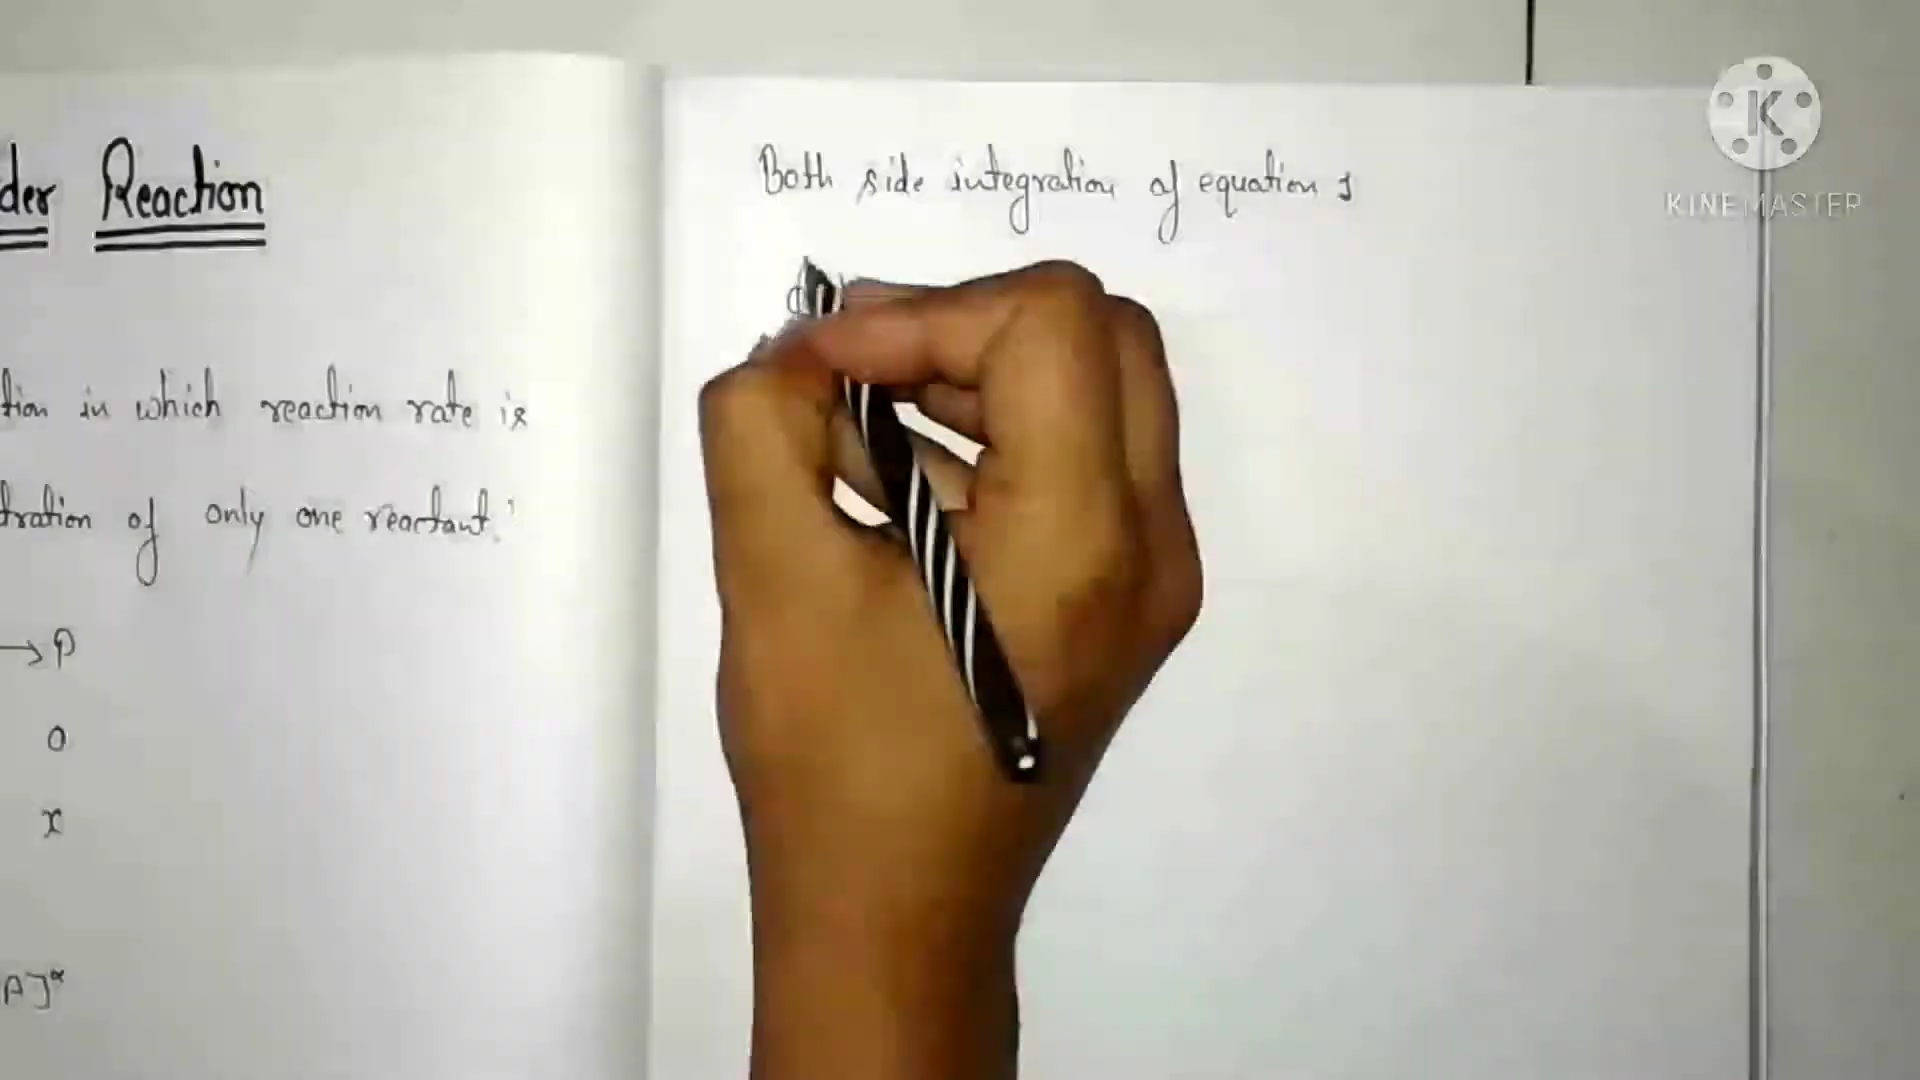 der Reaction
tion in which reaction rate is
tration of only one reactant.'
→ P
0
x
A]ˣ
Both side integration of equation 1
d
K
KINEMASTER